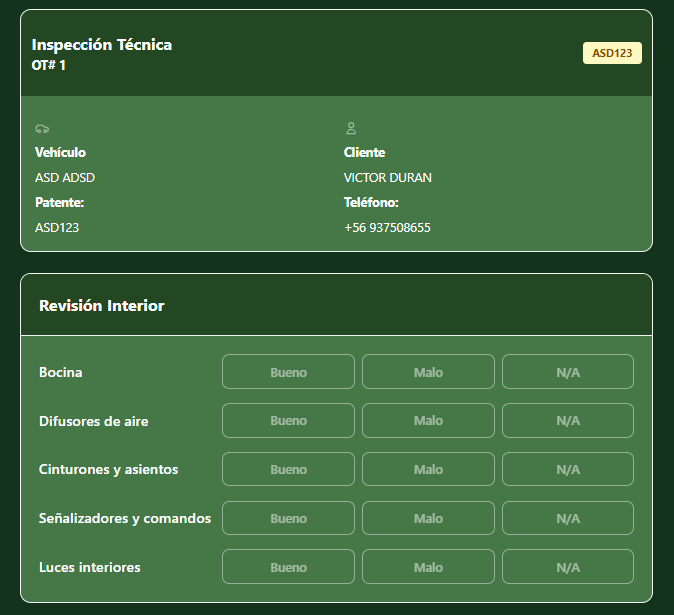 Inspección Técnica
OT# 1
ASD123
Vehículo
ASD ADSD
Patente:
ASD123
Cliente
VICTOR DURAN
Teléfono:
+56 937508655
Revisión Interior
Bocina Bueno Malo N/A
Difusores de aire Bueno Malo N/A
Cinturones y asientos Bueno Malo N/A
Señalizadores y comandos Bueno Malo N/A
Luces interiores Bueno Malo N/A